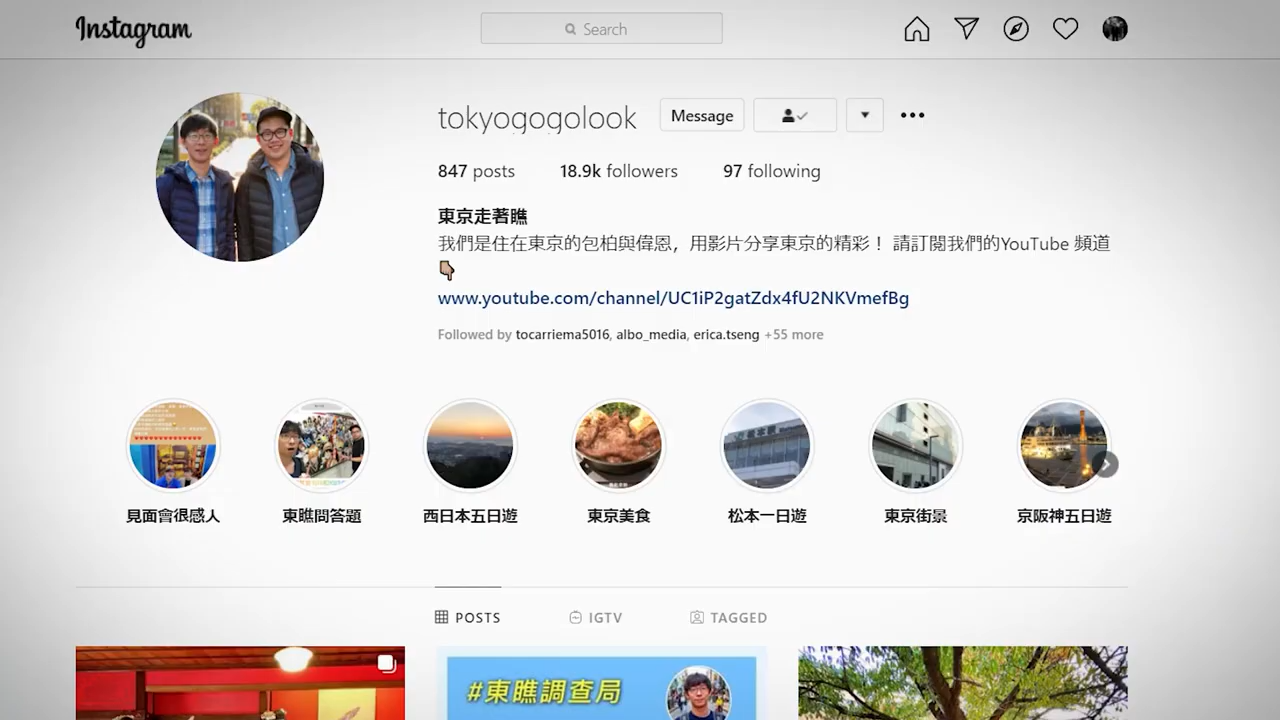 Instagram
Search
tokyogogolook
Message
847 posts
18.9k followers
97 following
東京走著瞧
我們是住在東京的包柏與偉恩，用影片分享東京的精彩！ 請訂閱我們的YouTube 頻道
👇🏽
www.youtube.com/channel/UC1iP2gatZdx4fU2NKVmefBg
Followed by tocarriema5016, albo_media, erica.tseng +55 more
見面會很感人
東瞧問答題
西日本五日遊
東京美食
松本一日遊
東京街景
京阪神五日遊
POSTS
IGTV
TAGGED
#東瞧調查局